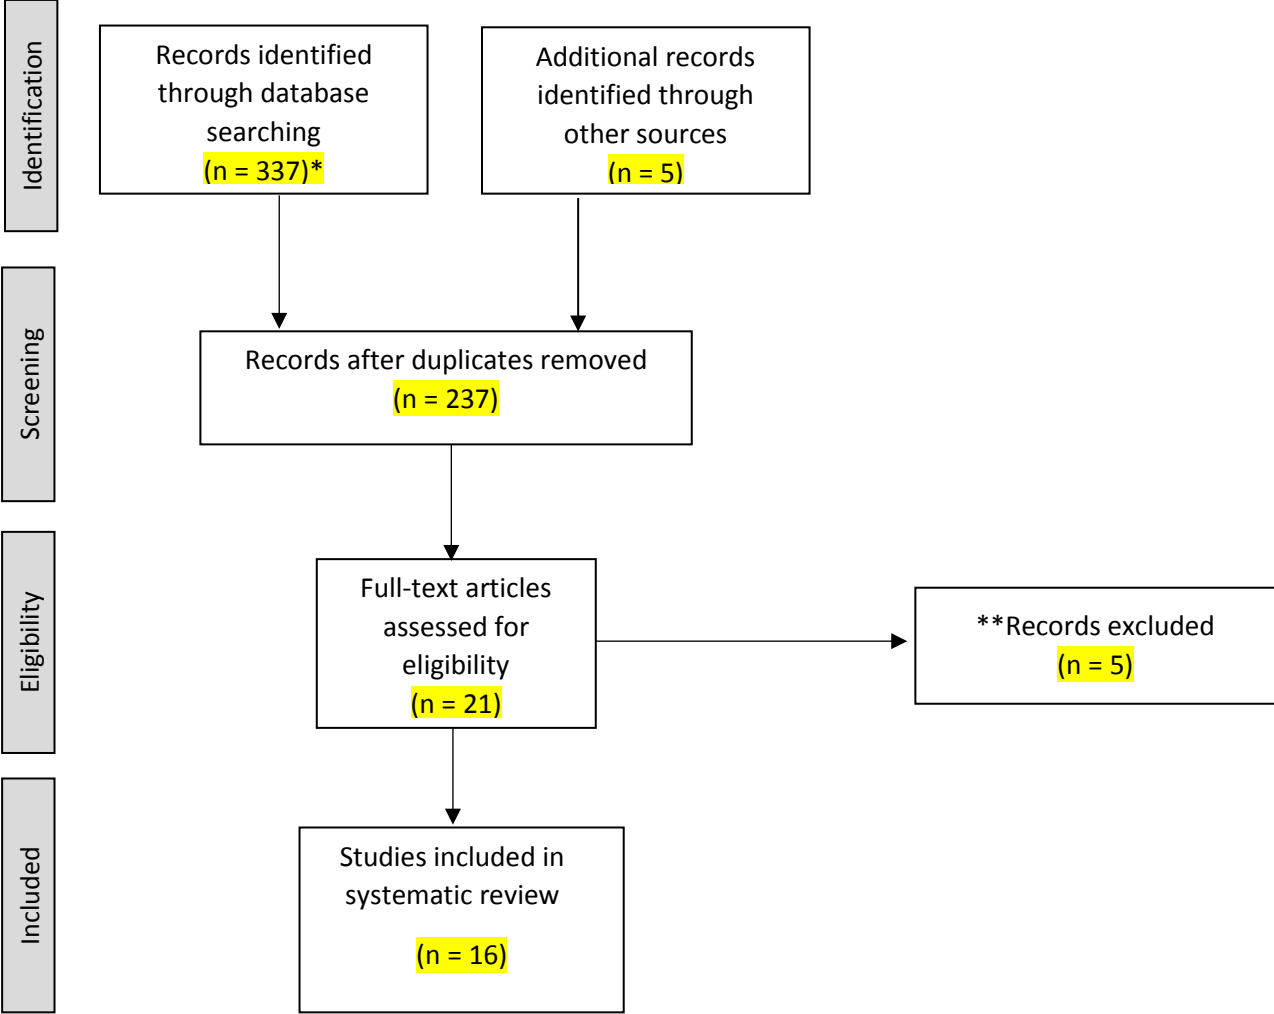 Identification
Records identified
through database
searching
(n = 337)*
Additional records
identified through
other sources
(n = 5)
Screening
Records after duplicates removed
(n = 237)
Eligibility
Full-text articles
assessed for
eligibility
(n = 21)
**Records excluded
(n = 5)
Included
Studies included in
systematic review
(n = 16)